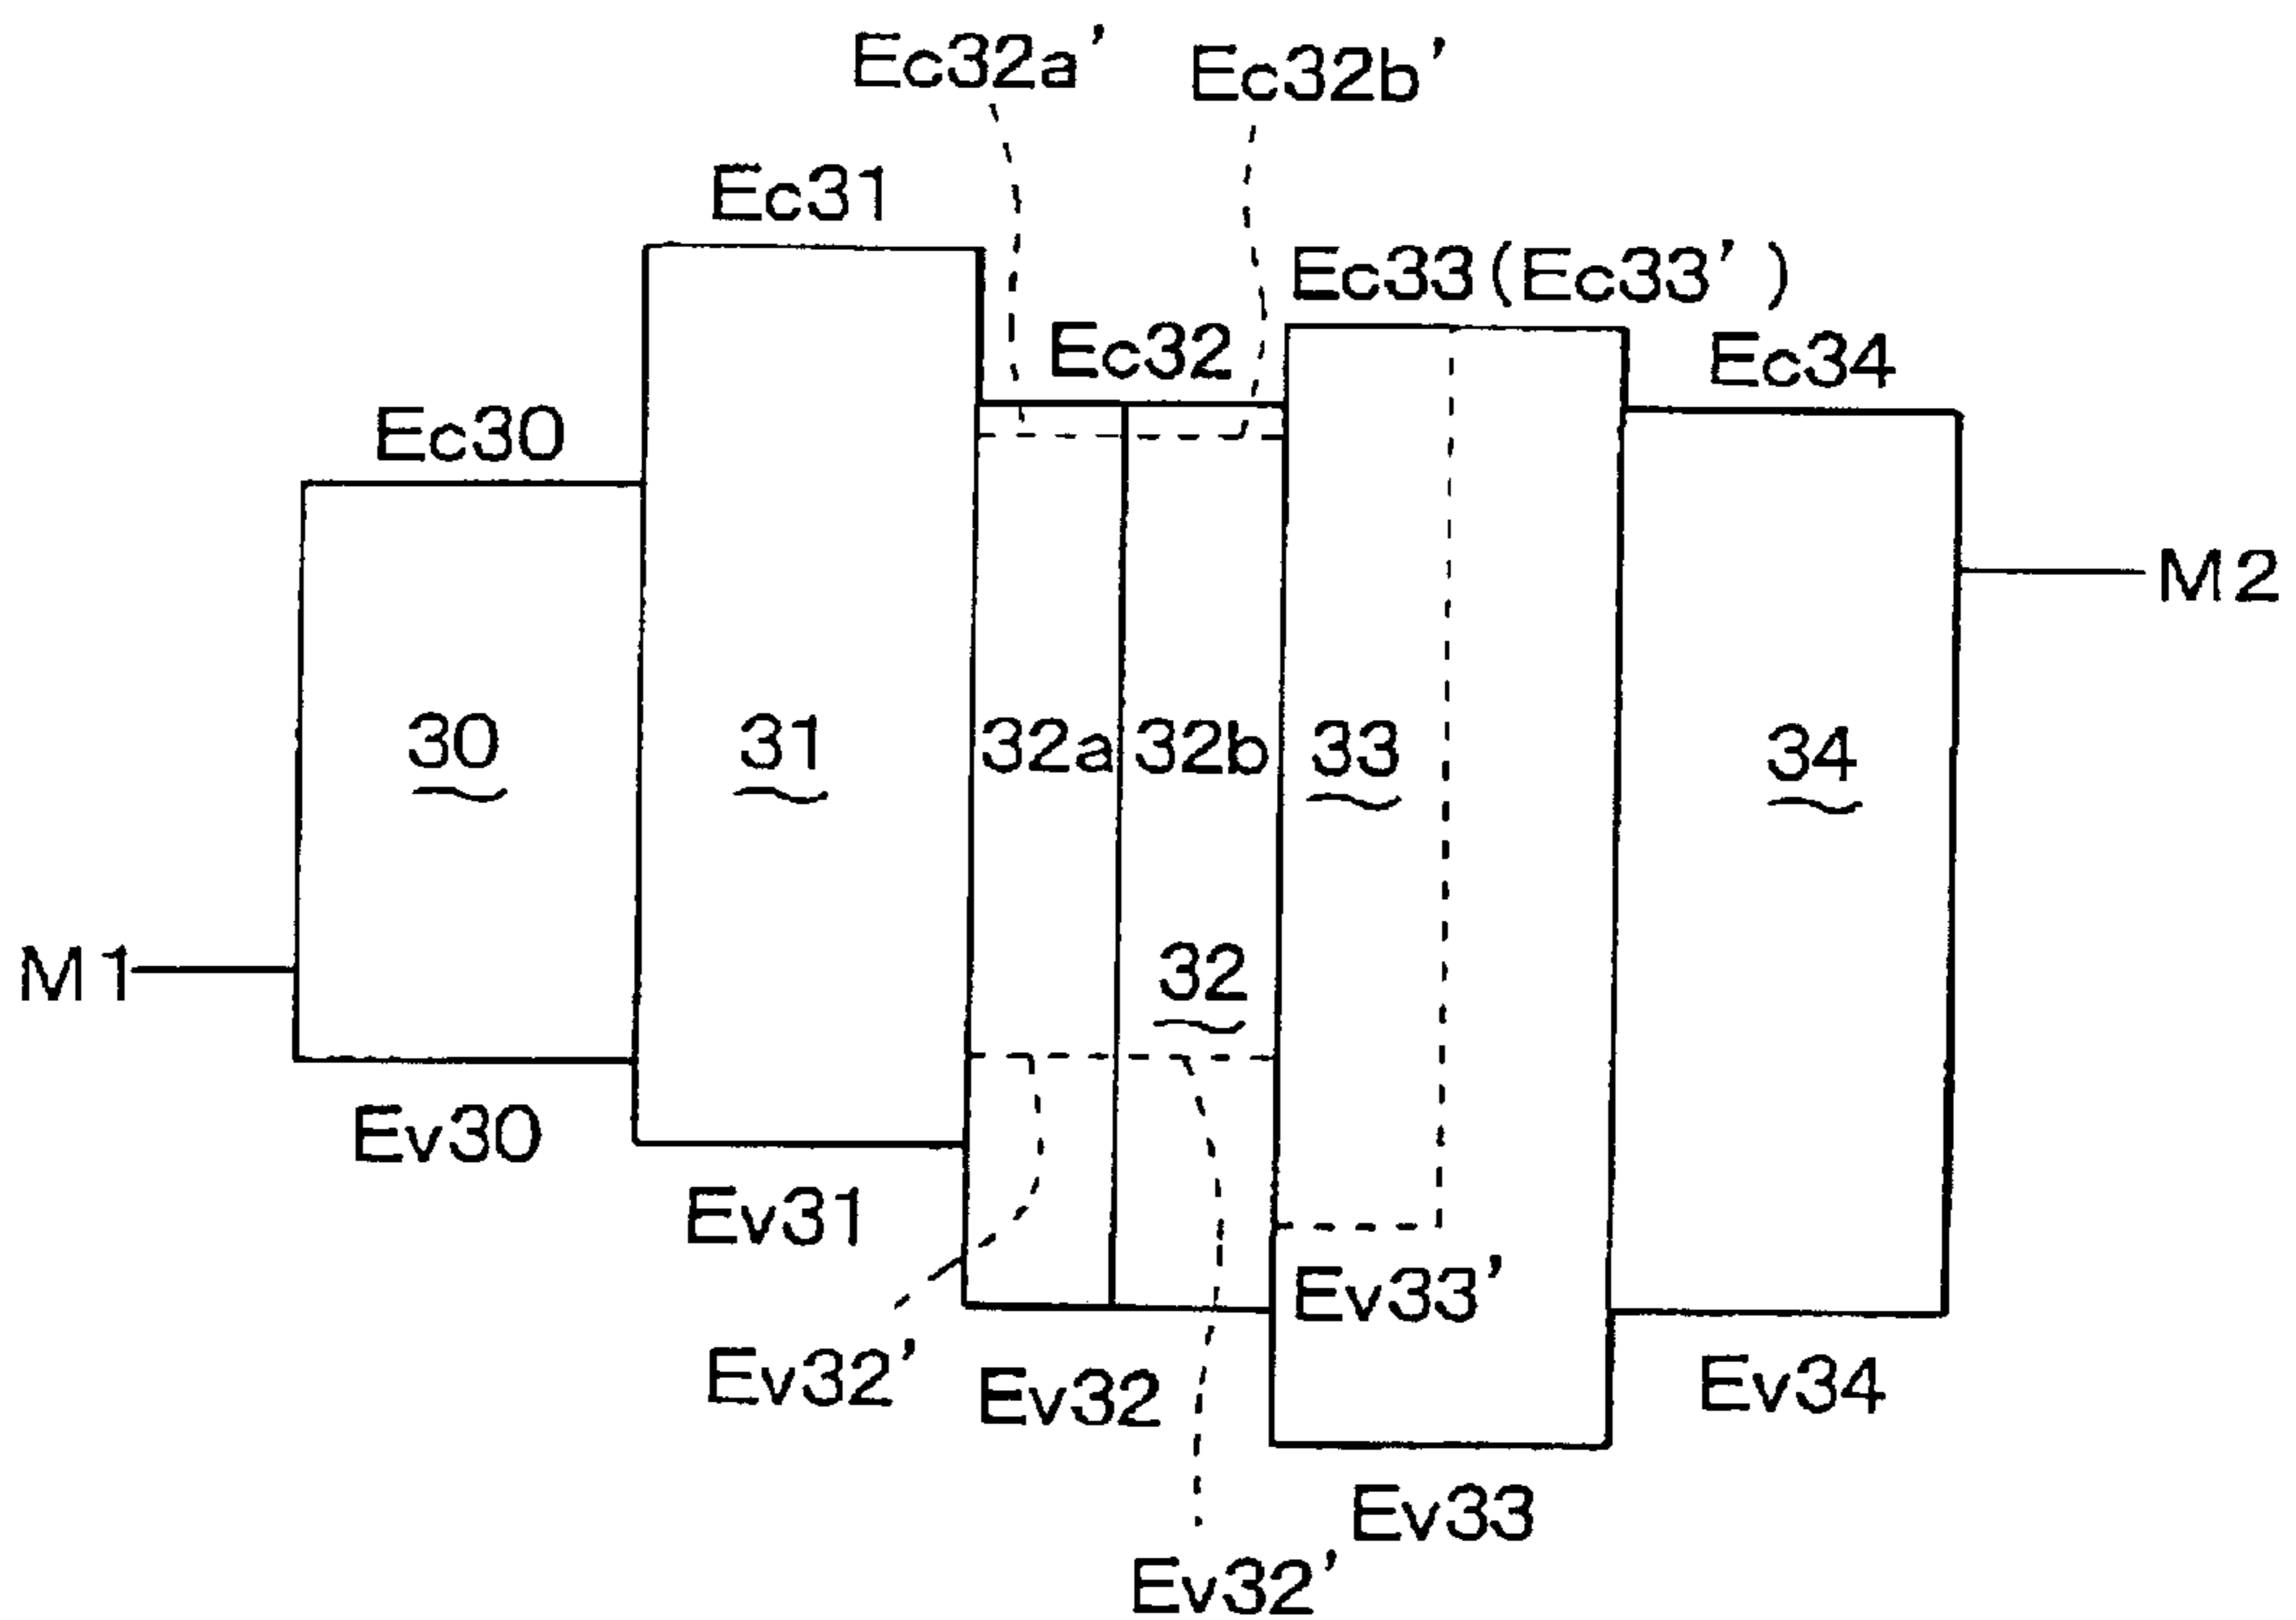 Ec32a’
Ec32b’
Ec31
Ec33(Ec33’)
Ec32
Ec34
Ec30
M2
30
31
32a
32b
33
34
M1
32
Ev30
Ev31
Ev33’
Ev32’
Ev32
Ev34
Ev33
Ev32’